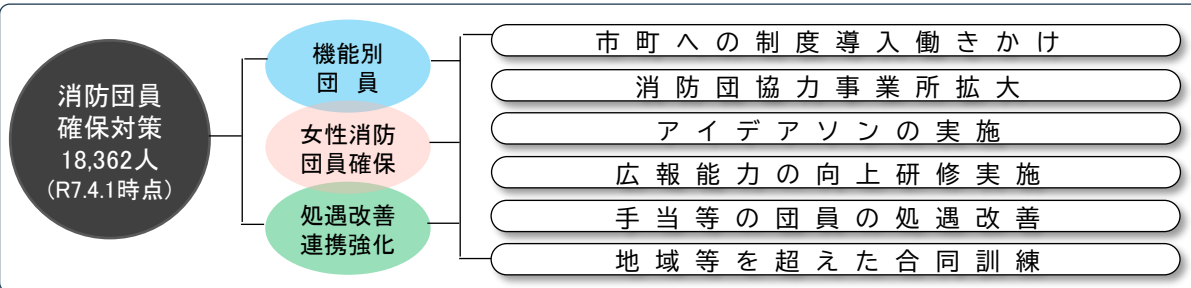 消防団員
確保対策
18,362人
(R7.4.1時点)
機能別
団員
女性消防
団員確保
処遇改善
連携強化
市町への制度導入働きかけ
消防団協力事業所拡大
アイデアソンの実施
広報能力の向上研修実施
手当等の団員の処遇改善
地域等を超えた合同訓練